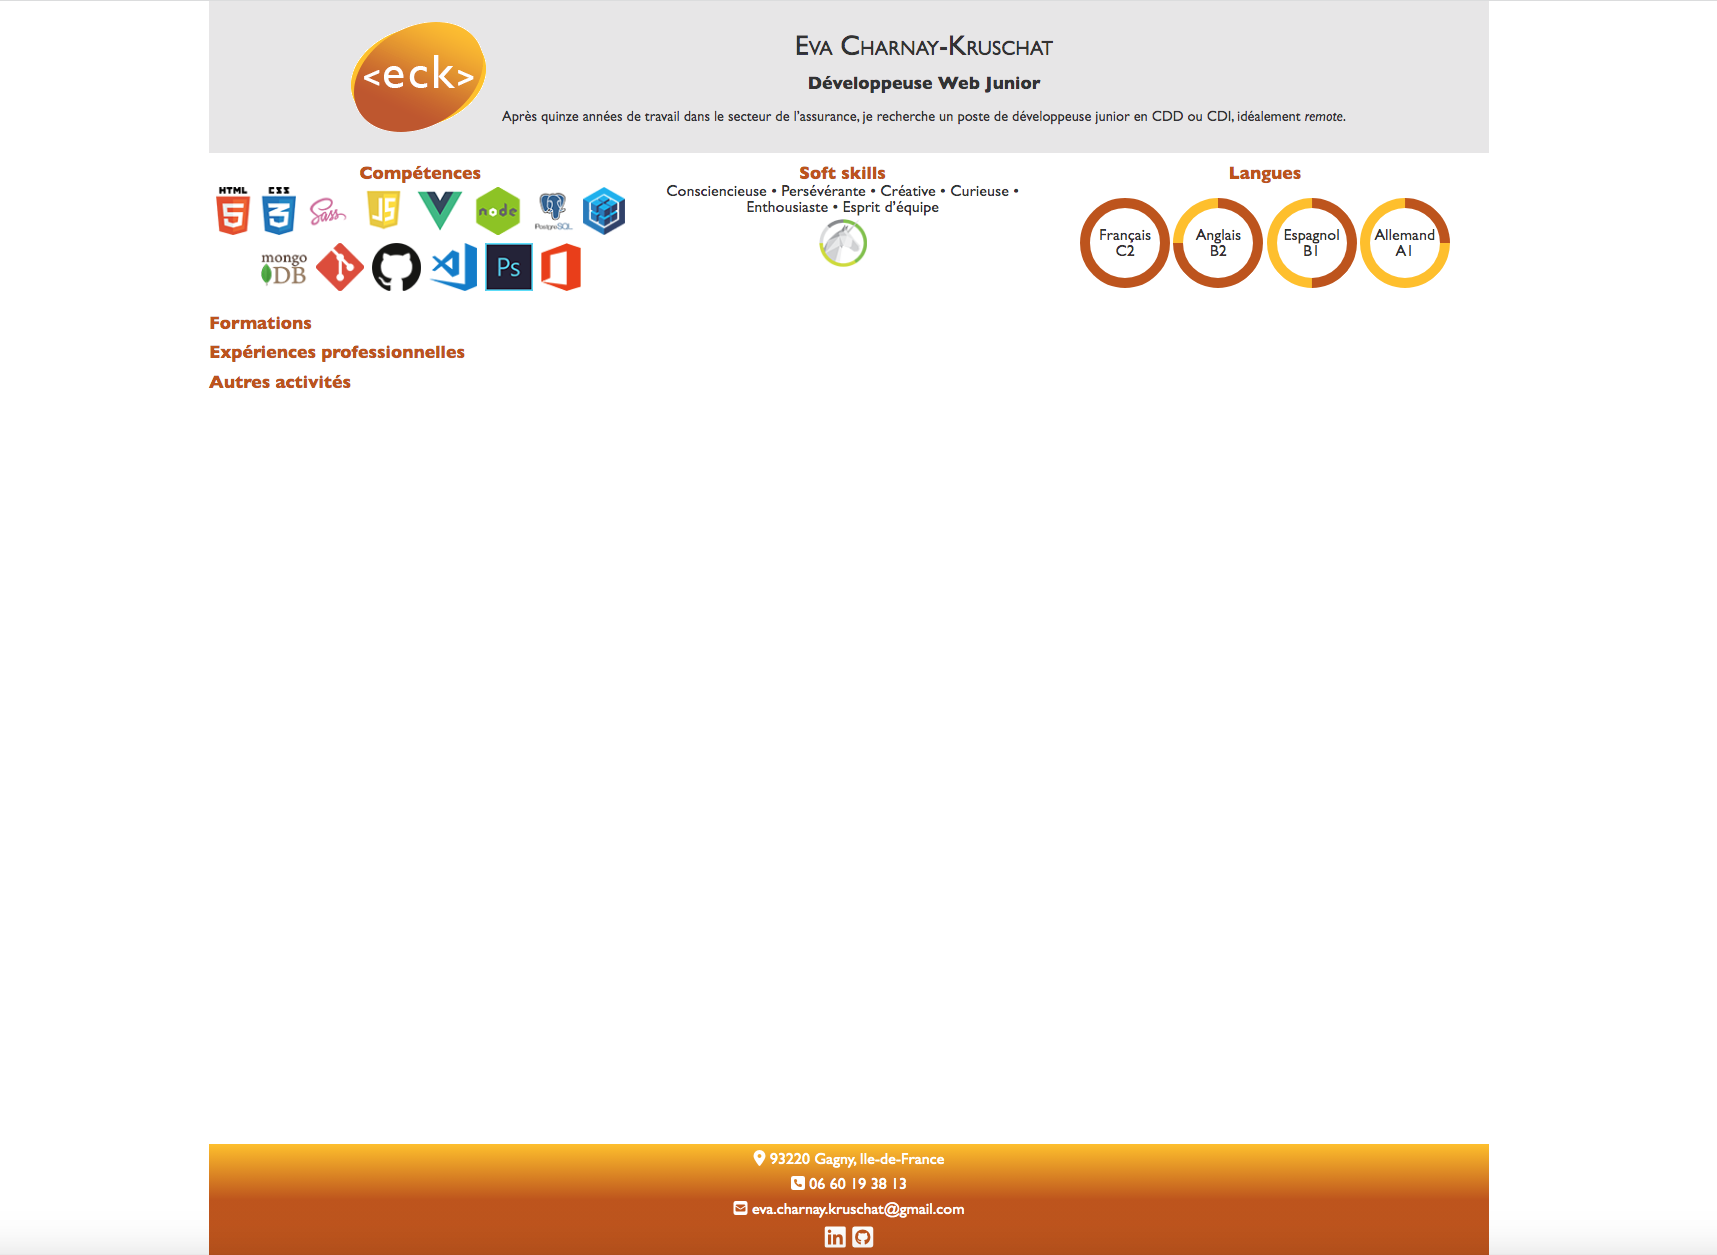 <eck>
Eva Charnay-Kruschat
Développeuse Web Junior
Après quinze années de travail dans le secteur de l'assurance, je recherche un poste de développeuse junior en CDD ou CDI, idéalement remote.
Compétences
HTML
5
CSS
3
Sass
JS
node
PostgreSQL
mongo
DB
Ps
Soft skills
Consciencieuse • Persévérante • Créative • Curieuse •
Enthousiaste • Esprit d'équipe
Langues
Français
C2
Anglais
B2
Espagnol
B1
Allemand
A1
Formations
Expériences professionnelles
Autres activités
93220 Gagny, Ile-de-France
06 60 19 38 13
eva.charnay.kruschat@gmail.com
in